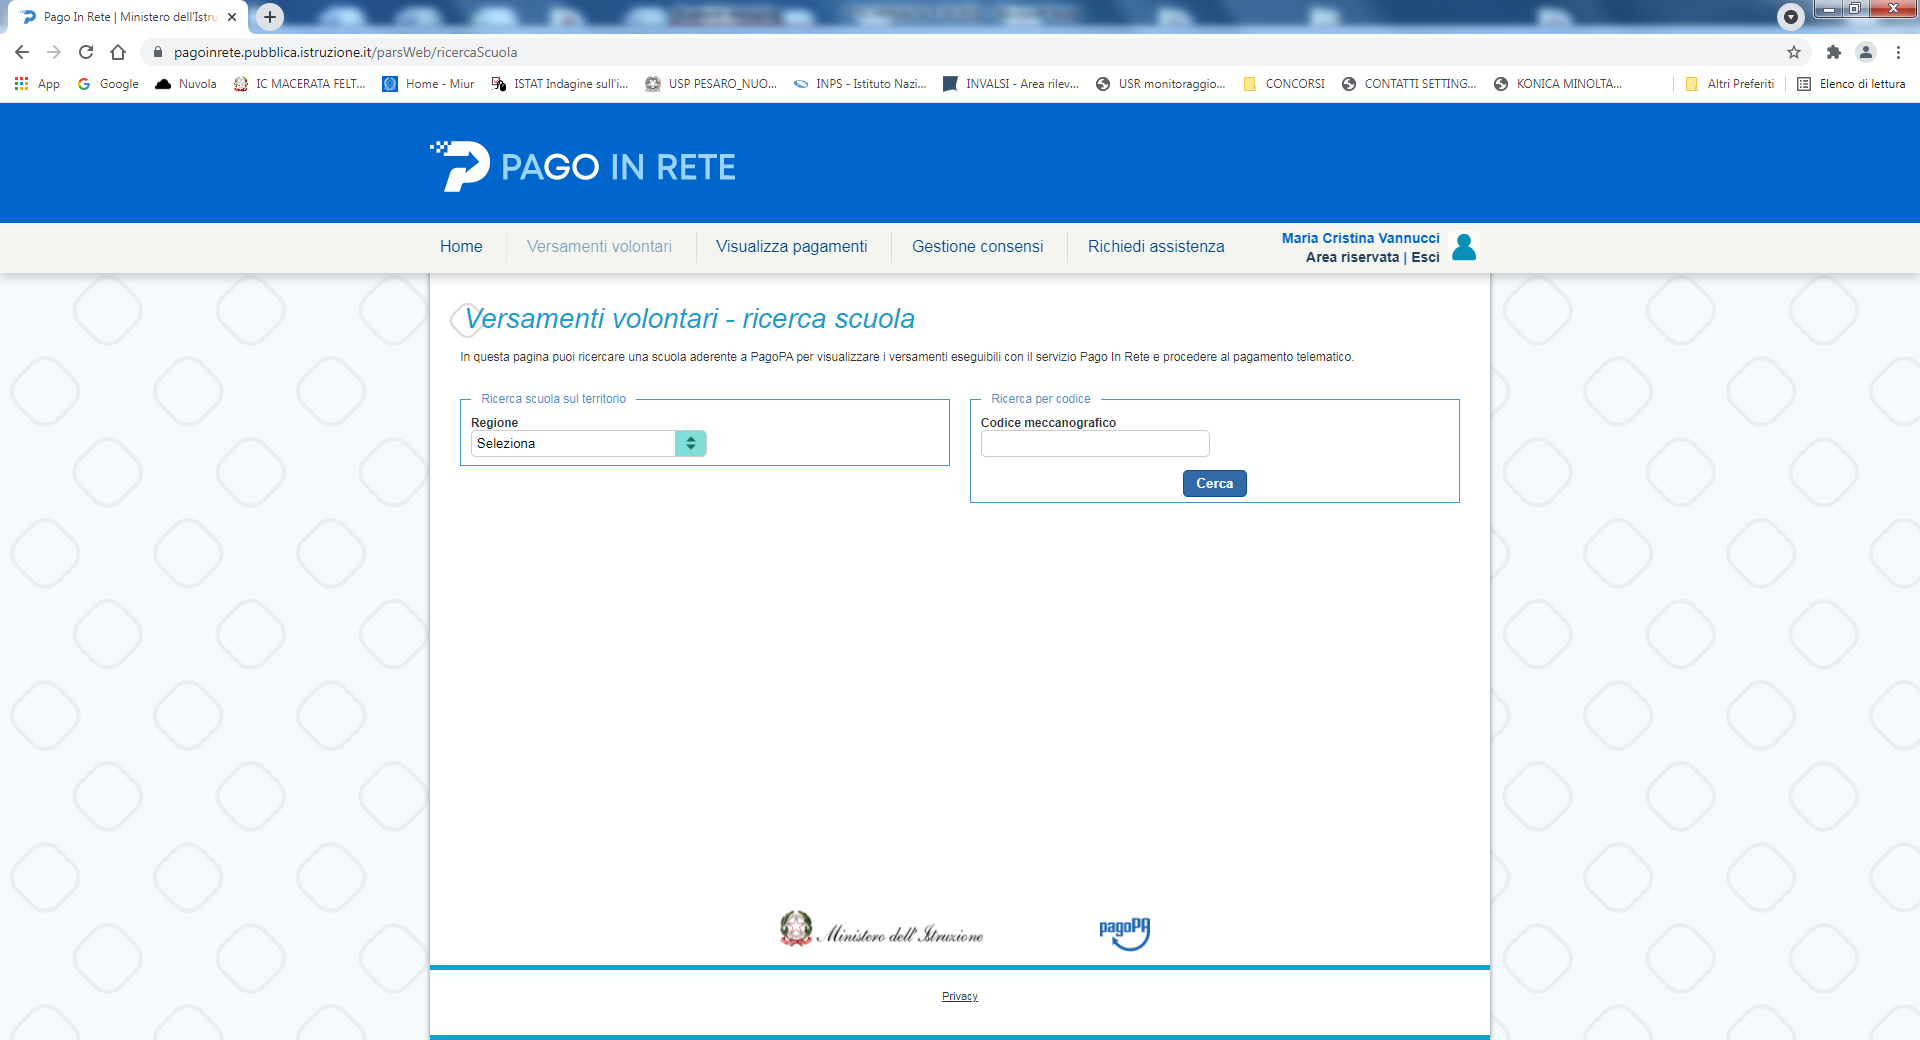 Pago In Rete | Ministero dell'Istru
pagoinrete.pubblica.istruzione.it/parsWeb/ricercaScuola
App Google Nuvola IC MACERATA FELT... Home - Miur ISTAT Indagine sull'i... USP PESARO_NUO... INPS - Istituto Nazi... INVALSI - Area rilev... USR monitoraggio... CONCORSI CONTATTI SETTING... KONICA MINOLTA... Altri Preferiti Elenco di lettura
PAGO IN RETE
Home Versamenti volontari Visualizza pagamenti Gestione consensi Richiedi assistenza
Maria Cristina Vannucci
Area riservata | Esci
Versamenti volontari - ricerca scuola
In questa pagina puoi ricercare una scuola aderente a PagoPA per visualizzare i versamenti eseguibili con il servizio Pago In Rete e procedere al pagamento telematico.
Ricerca scuola sul territorio
Regione
Seleziona
Ricerca per codice
Codice meccanografico
Cerca
Ministero dell'Istruzione
pagoPA
Privacy